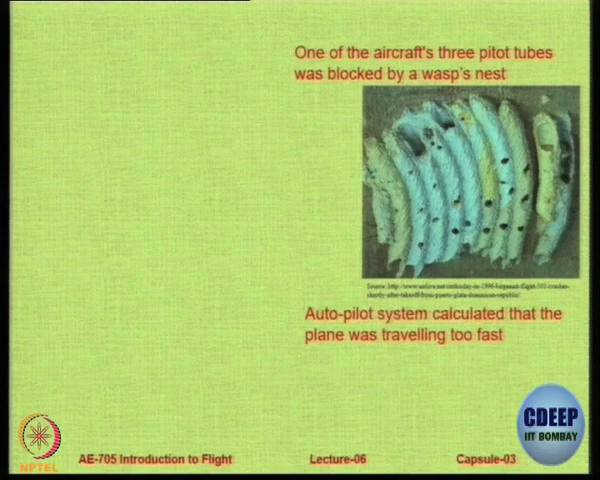 One of the aircraft's three pitot tubes
was blocked by a wasp's nest
Auto-pilot system calculated that the
plane was travelling too fast
CDEEP
IIT BOMBAY
NPTEL
AE-705 Introduction to Flight
Lecture-06
Capsule-03